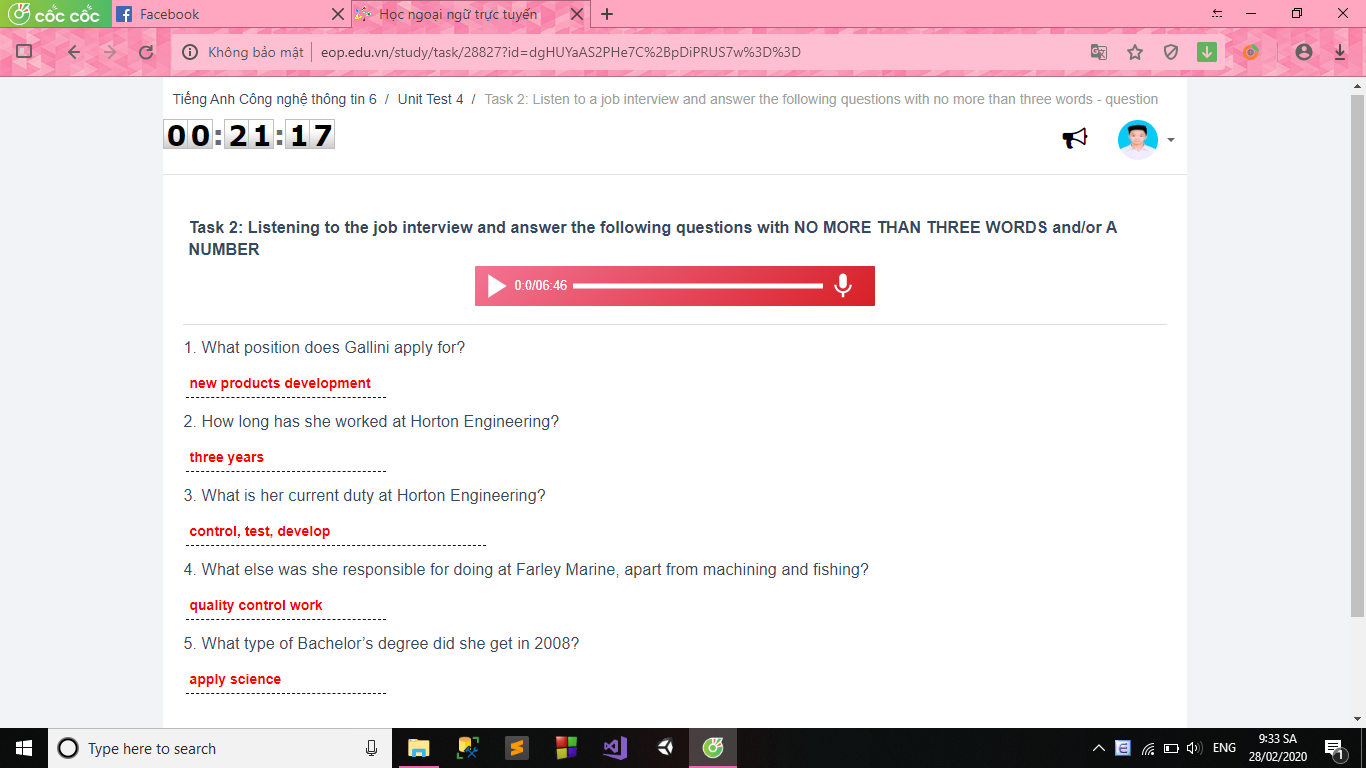 cốc cốc
Facebook
Học ngoại ngữ trực tuyến
Không bảo mật
eop.edu.vn/study/task/28827?id=dgHUYaAS2PHe7C%2BpDiPRUS7w%3D%3D
Tiếng Anh Công nghệ thông tin 6 / Unit Test 4 / Task 2: Listen to a job interview and answer the following questions with no more than three words - question
00:21:17
Task 2: Listening to the job interview and answer the following questions with NO MORE THAN THREE WORDS and/or A
NUMBER
0:0/06:46
1. What position does Gallini apply for?
new products development
2. How long has she worked at Horton Engineering?
three years
3. What is her current duty at Horton Engineering?
control, test, develop
4. What else was she responsible for doing at Farley Marine, apart from machining and fishing?
quality control work
5. What type of Bachelor’s degree did she get in 2008?
apply science
Type here to search
ENG
9:33 SA
28/02/2020
1